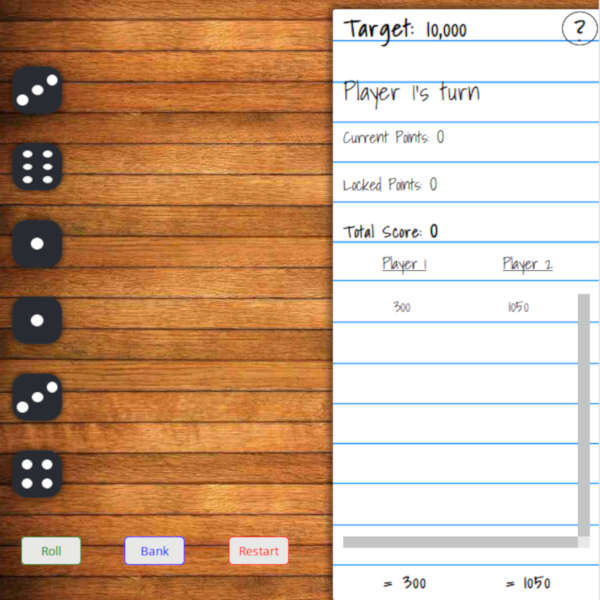 Target: 10,000
?
Player 1's turn
Current Points: 0
Locked Points: 0
Total Score: 0
Player 1 Player 2
300 1050
Roll Bank Restart
= 300 = 1050